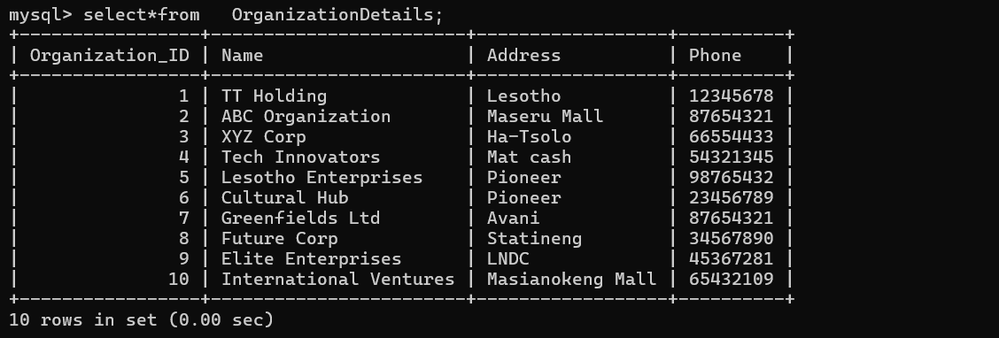 mysql> select*from   OrganizationDetails;
+-----------------+------------------------+------------------+----------+
| Organization_ID | Name                   | Address          | Phone    |
+-----------------+------------------------+------------------+----------+
|               1 | TT Holding             | Lesotho          | 12345678 |
|               2 | ABC Organization       | Maseru Mall      | 87654321 |
|               3 | XYZ Corp               | Ha-Tsolo         | 66554433 |
|               4 | Tech Innovators        | Mat cash         | 54321345 |
|               5 | Lesotho Enterprises    | Pioneer          | 98765432 |
|               6 | Cultural Hub           | Pioneer          | 23456789 |
|               7 | Greenfields Ltd        | Avani            | 87654321 |
|               8 | Future Corp            | Statineng        | 34567890 |
|               9 | Elite Enterprises      | LNDC             | 45367281 |
|              10 | International Ventures | Masianokeng Mall | 65432109 |
+-----------------+------------------------+------------------+----------+
10 rows in set (0.00 sec)